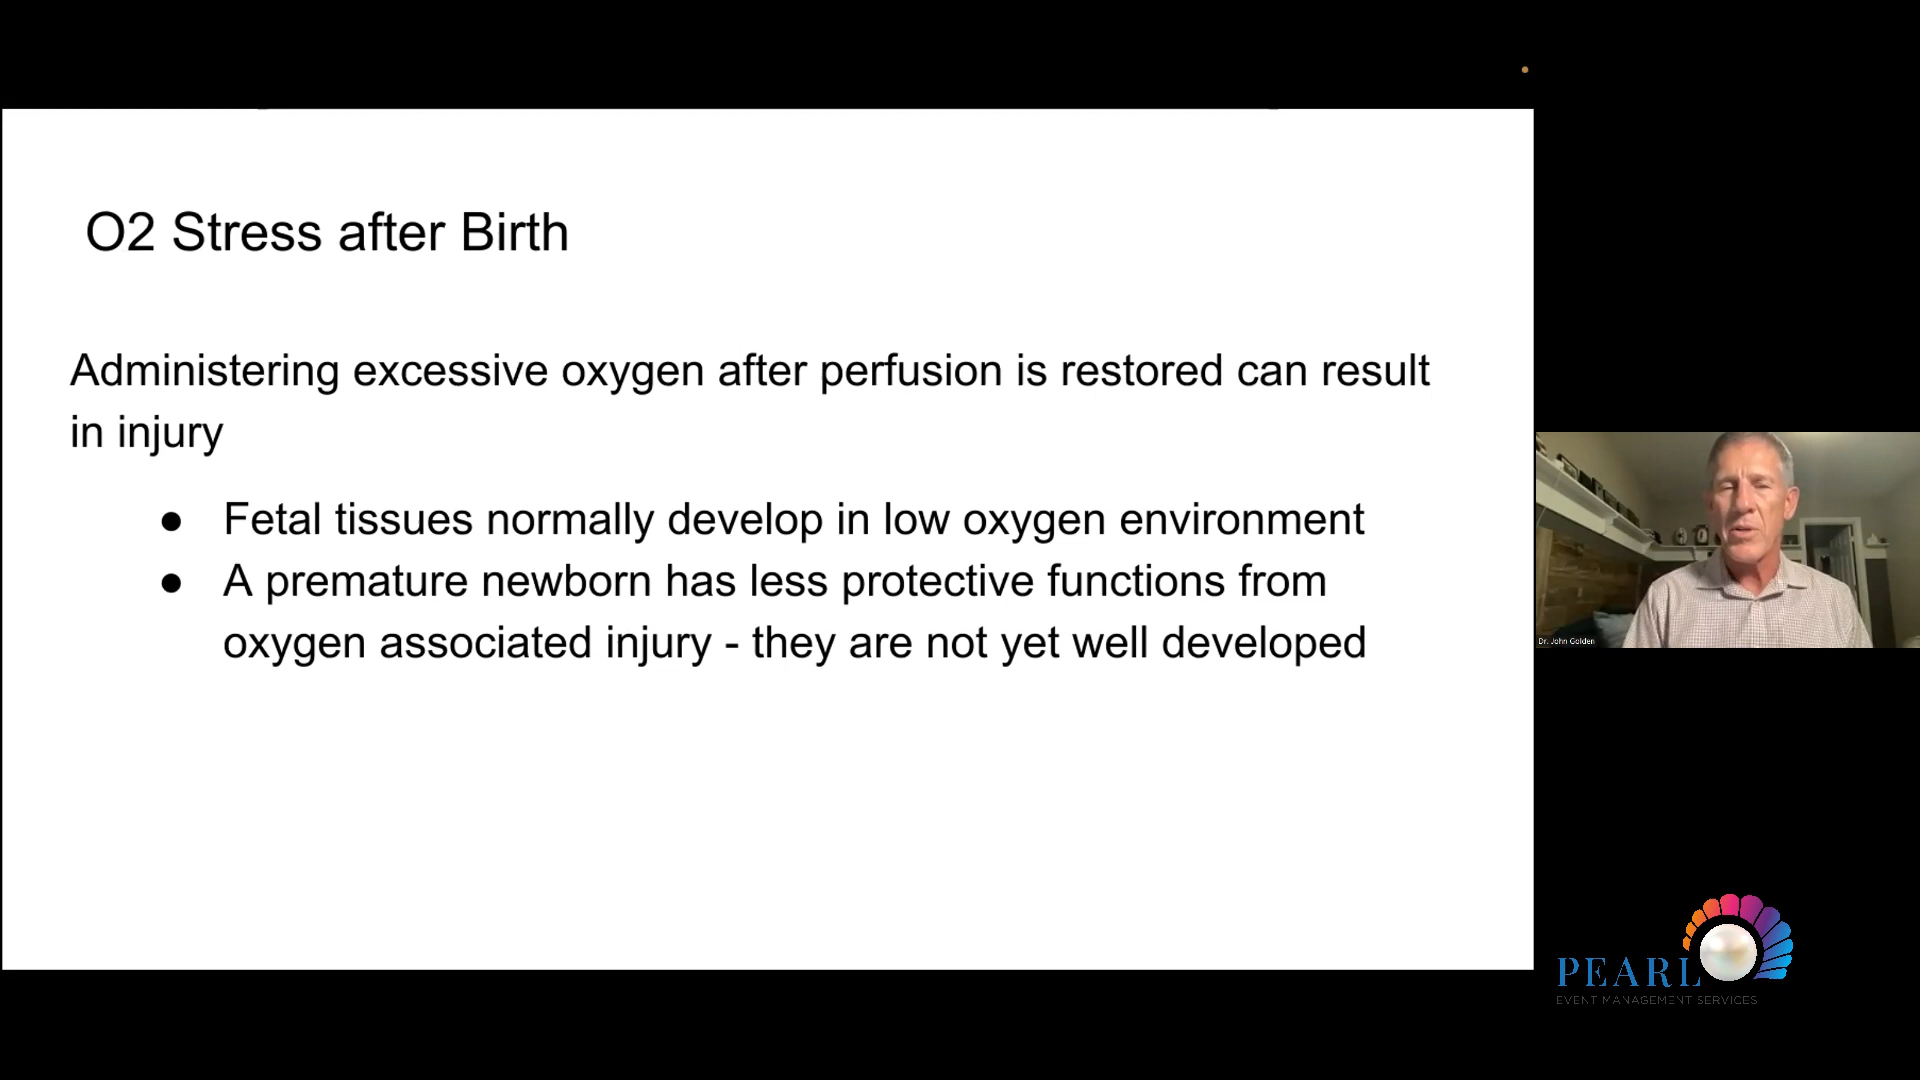 O2 Stress after Birth
Administering excessive oxygen after perfusion is restored can result
in injury
● Fetal tissues normally develop in low oxygen environment
● A premature newborn has less protective functions from
oxygen associated injury - they are not yet well developed
Dr. John Golden
PEARL
EVENT MANAGEMENT SERVICES